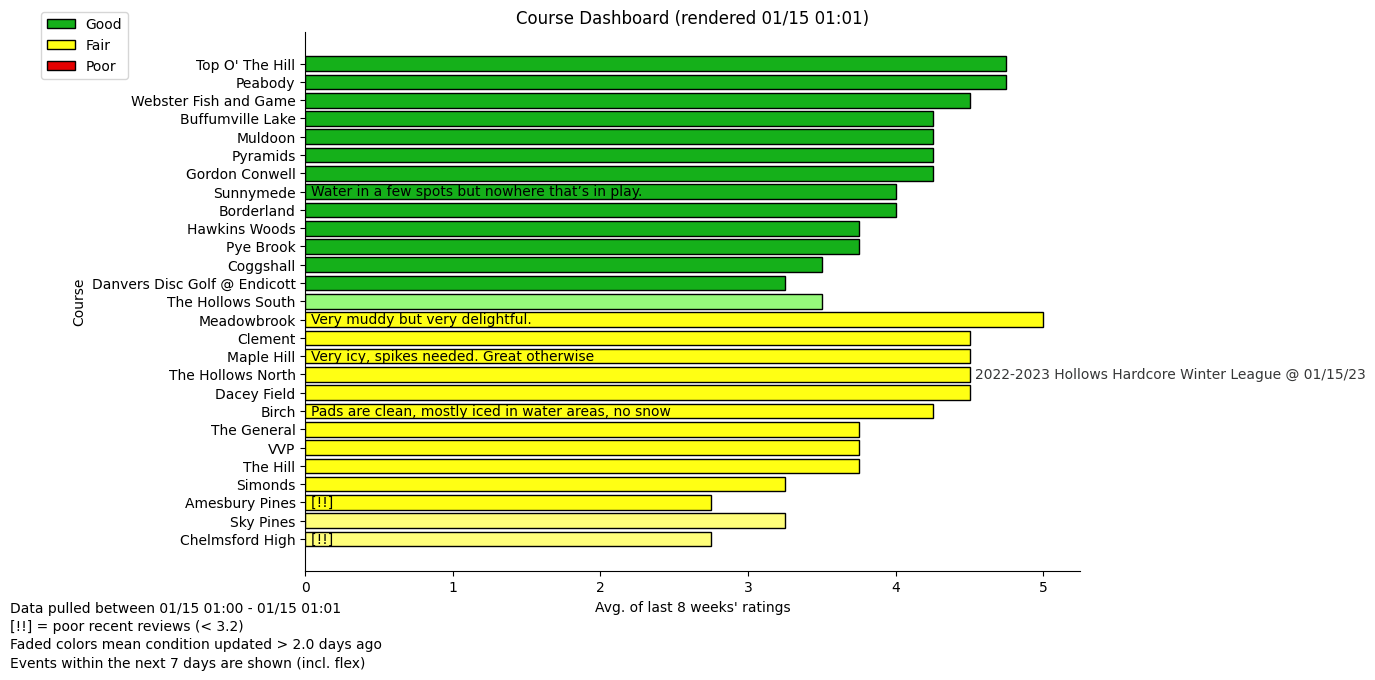 Course Dashboard (rendered 01/15 01:01)
Good
Fair
Poor
Top O' The Hill
Peabody
Webster Fish and Game
Buffumville Lake
Muldoon
Pyramids
Gordon Conwell
Sunnymede Water in a few spots but nowhere that's in play.
Borderland
Hawkins Woods
Pye Brook
Coggshall
Danvers Disc Golf @ Endicott
The Hollows South
Course
Meadowbrook Very muddy but very delightful.
Clement
Maple Hill Very icy, spikes needed. Great otherwise
The Hollows North 2022-2023 Hollows Hardcore Winter League @ 01/15/23
Dacey Field
Birch Pads are clean, mostly iced in water areas, no snow
The General
VVP
The Hill
Simonds
Amesbury Pines [!!]
Sky Pines
Chelmsford High [!!]
0 1 2 3 4 5
Avg. of last 8 weeks' ratings
Data pulled between 01/15 01:00 - 01/15 01:01
[!!] = poor recent reviews (< 3.2)
Faded colors mean condition updated > 2.0 days ago
Events within the next 7 days are shown (incl. flex)